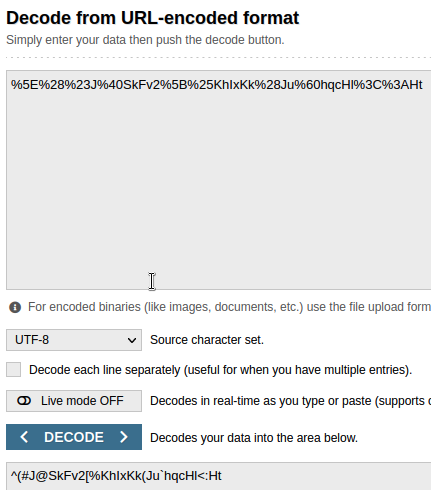 Decode from URL-encoded format
Simply enter your data then push the decode button.
%5E%28%23J%40SkFv2%5B%25KhIxKk%28Ju%60hqcHl%3C%3AHt
For encoded binaries (like images, documents, etc.) use the file upload form
UTF-8 Source character set.
Decode each line separately (useful for when you have multiple entries).
Live mode OFF Decodes in real-time as you type or paste (supports
DECODE Decodes your data into the area below.
^(#J@SkFv2[%KhIxKk(Ju`hqcHl<:Ht